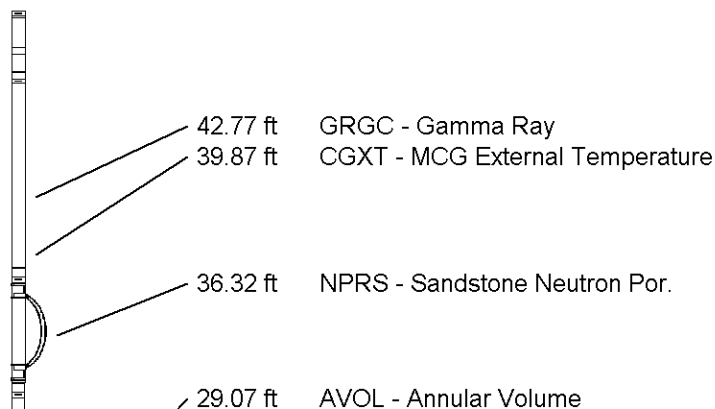 42.77 ft GRGC - Gamma Ray
39.87 ft CGXT - MCG External Temperature
36.32 ft NPRS - Sandstone Neutron Por.
29.07 ft AVOL - Annular Volume